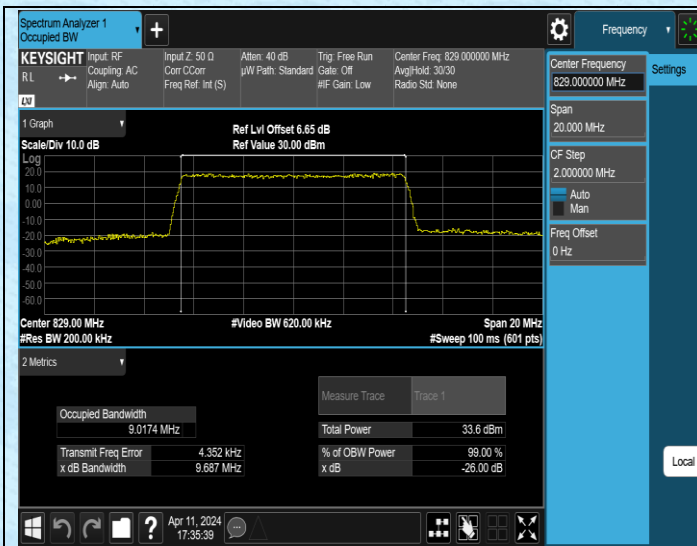 Spectrum Analyzer 1
Occupied BW
Frequency
KEYSIGHT
Input: RF
Input Z: 50 Ω
Atten: 40 dB
Trig: Free Run
Center Freq: 829.000000 MHz
R L
Coupling: AC
Corr CCorr
µW Path: Standard
Gate: Off
Avg|Hold: 30/30
Align: Auto
Freq Ref: Int (S)
#IF Gain: Low
Radio Std: None
LXI
Center Frequency
829.000000 MHz
Settings
Span
20.000 MHz
CF Step
2.000000 MHz
Auto
Man
Freq Offset
0 Hz
1 Graph
Ref Lvl Offset 6.65 dB
Scale/Div 10.0 dB
Ref Value 30.00 dBm
Log
20.0
10.0
0.00
-10.0
-20.0
-30.0
-40.0
-50.0
-60.0
Center 829.00 MHz
#Video BW 620.00 kHz
Span 20 MHz
#Res BW 200.00 kHz
#Sweep 100 ms (601 pts)
2 Metrics
Measure Trace
Trace 1
Occupied Bandwidth
9.0174 MHz
Total Power
33.6 dBm
Transmit Freq Error
4.352 kHz
% of OBW Power
99.00 %
x dB Bandwidth
9.687 MHz
x dB
-26.00 dB
Local
Apr 11, 2024
17:35:39